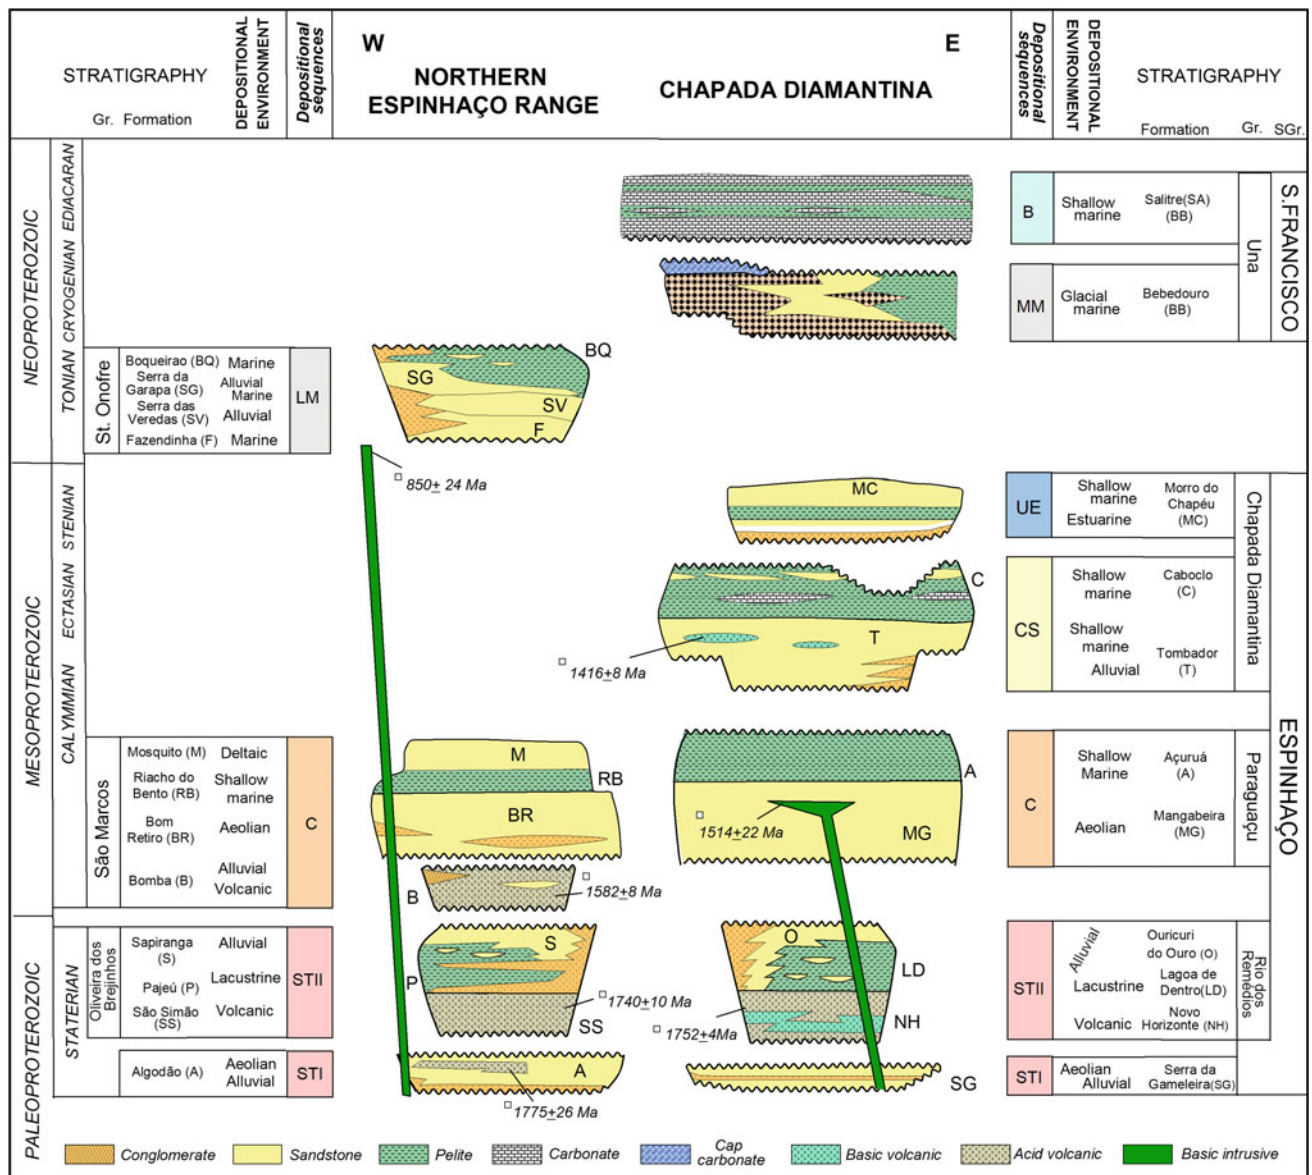 STRATIGRAPHY
Gr. Formation
DEPOSITIONAL
ENVIRONMENT
Depositional
sequences
W
NORTHERN
ESPINHAÇO RANGE
E
CHAPADA DIAMANTINA
Depositional
sequences
DEPOSITIONAL
ENVIRONMENT
STRATIGRAPHY
Formation Gr. SGr.
NEOPROTEROZOIC
TONIAN CRYOGENIAN EDIACARAN
MESOPROTEROZOIC
CALYMMIAN ECTASIAN STENIAN
PALEOPROTEROZOIC
STATERIAN
St. Onofre
Boqueirao (BQ) Marine
Serra da
Garapa (SG)
Alluvial
Marine
Serra das
Veredas (SV)
Alluvial
Fazendinha (F) Marine
LM
São Marcos
Mosquito (M) Deltaic
Riacho do
Bento (RB)
Shallow
marine
Bom
Retiro (BR)
Aeolian
Bomba (B)
Alluvial
Volcanic
C
Oliveira dos
Brejinhos
Sapiranga
(S)
Alluvial
Pajeú (P)
Lacustrine
São Simão
(SS)
Volcanic
STII
Algodão (A)
Aeolian
Alluvial
STI
BQ
SG
SV
F
850± 24 Ma
M
RB
BR
B
1582±8 Ma
S
P
1740±10 Ma
SS
A
1775±26 Ma
MC
C
T
1416±8 Ma
A
1514±22 Ma
MG
O
LD
NH
1752±4Ma
SG
B
Shallow
marine
Salitre(SA)
(BB)
MM
Glacial
marine
Bebedouro
(BB)
Una
S.FRANCISCO
UE
Shallow
marine
Estuarine
Morro do
Chapéu
(MC)
CS
Shallow
marine
Caboclo
(C)
Shallow
marine
Alluvial
Tombador
(T)
Chapada Diamantina
C
Shallow
Marine
Açuruá
(A)
Aeolian
Mangabeira
(MG)
Paraguaçu
ESPINHAÇO
STII
Alluvial
Ouricuri
do Ouro (O)
Lacustrine
Lagoa de
Dentro(LD)
Volcanic
Novo
Horizonte (NH)
Rio dos
Remédios
STI
Aeolian
Alluvial
Serra da
Gameleira(SG)
Conglomerate
Sandstone
Pelite
Carbonate
Cap
carbonate
Basic volcanic
Acid volcanic
Basic intrusive